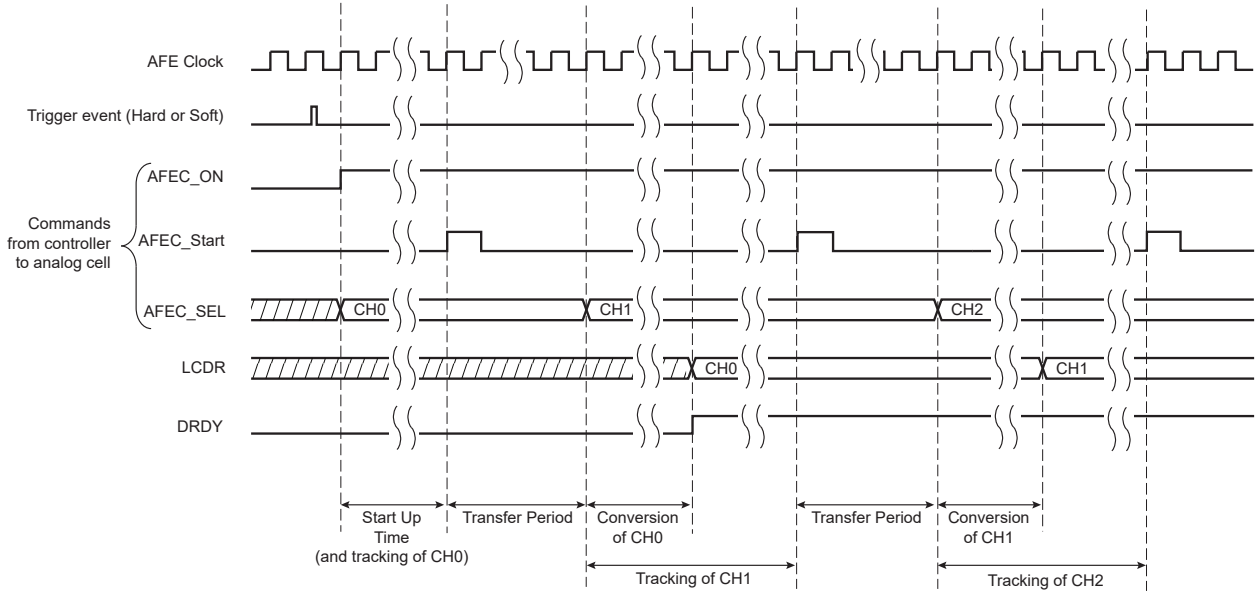 AFE Clock
Trigger event (Hard or Soft)
Commands
from controller
to analog cell
AFEC_ON
AFEC_Start
AFEC_SEL
CH0
CH1
CH2
LCDR
CH0
CH1
DRDY
Start Up
Time
(and tracking of CH0)
Transfer Period
Conversion
of CH0
Transfer Period
Conversion
of CH1
Tracking of CH1
Tracking of CH2